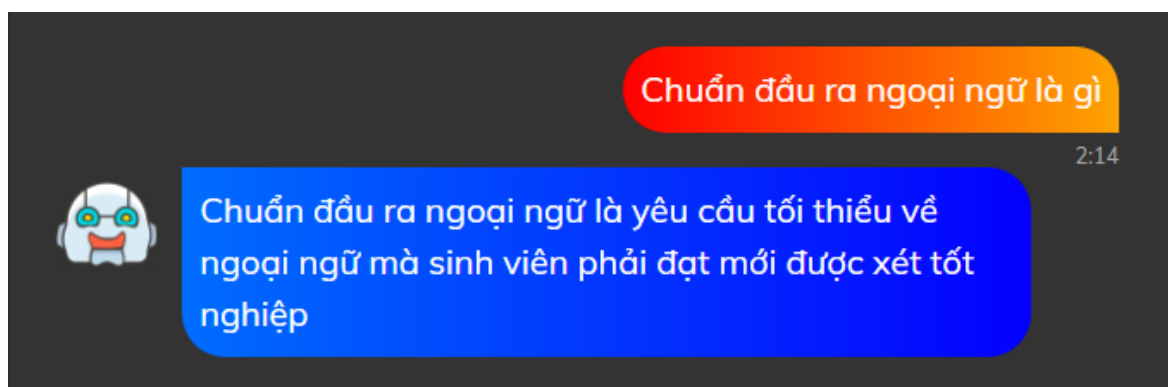 Chuẩn đầu ra ngoại ngữ là gì
2:14
Chuẩn đầu ra ngoại ngữ là yêu cầu tối thiểu về
ngoại ngữ mà sinh viên phải đạt mới được xét tốt
nghiệp